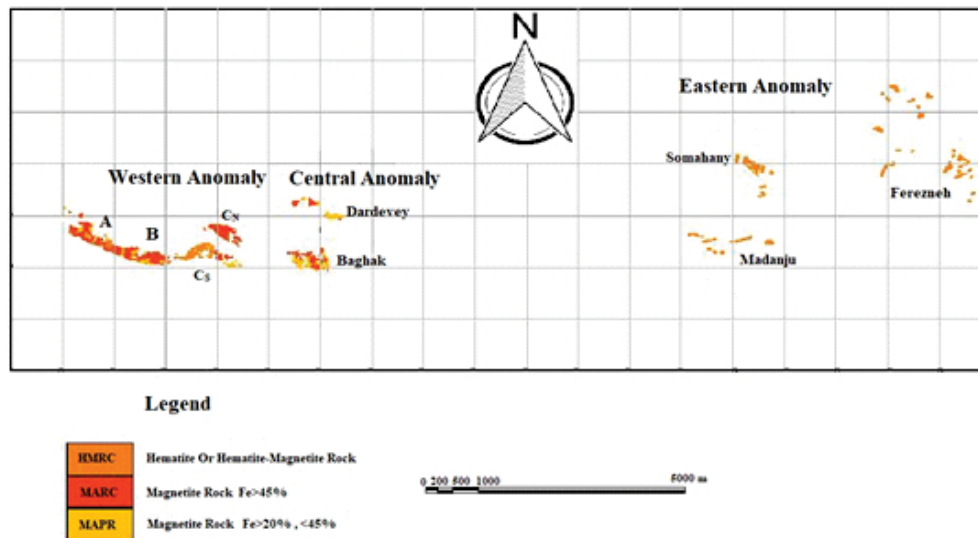 N
Eastern Anomaly
Somahany
Western Anomaly
Central Anomaly
Ferezneh
Dardevey
A
B
CN
Baghak
Madanju
CS
Legend
HMRC Hematite Or Hematite-Magnetite Rock
MARC Magnetite Rock Fe>45%
MAPR Magnetite Rock Fe>20% , <45%
0 200 500 1000 5000 m